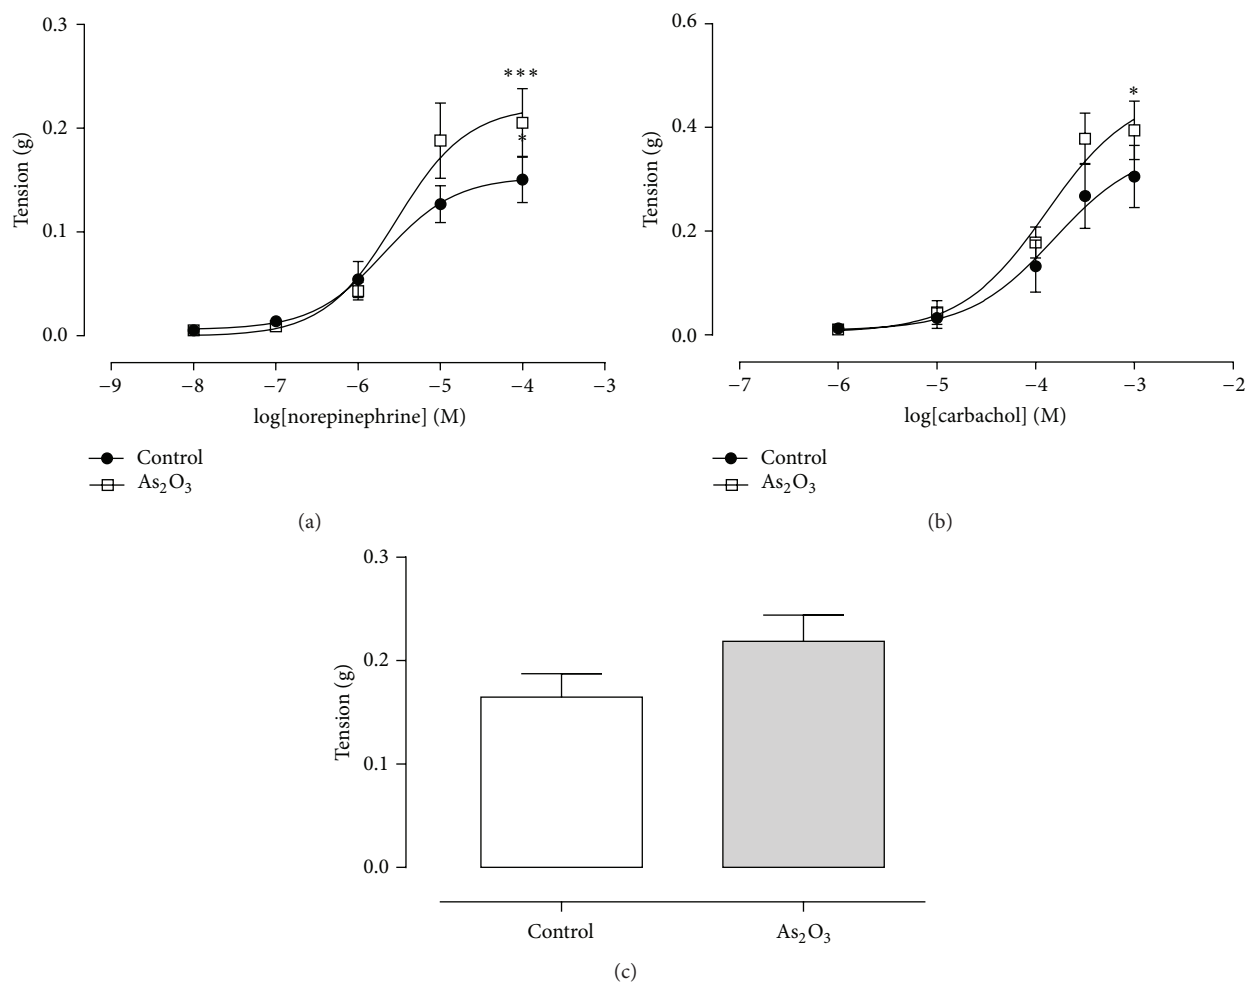 0.3
0.2
0.1
0.0
Tension (g)
***
*
−9 −8 −7 −6 −5 −4 −3
log[norepinephrine] (M)
Control
As₂O₃
(a)
0.6
0.4
0.2
0.0
Tension (g)
*
−7 −6 −5 −4 −3 −2
log[carbachol] (M)
Control
As₂O₃
(b)
0.3
0.2
0.1
0.0
Tension (g)
Control As₂O₃
(c)